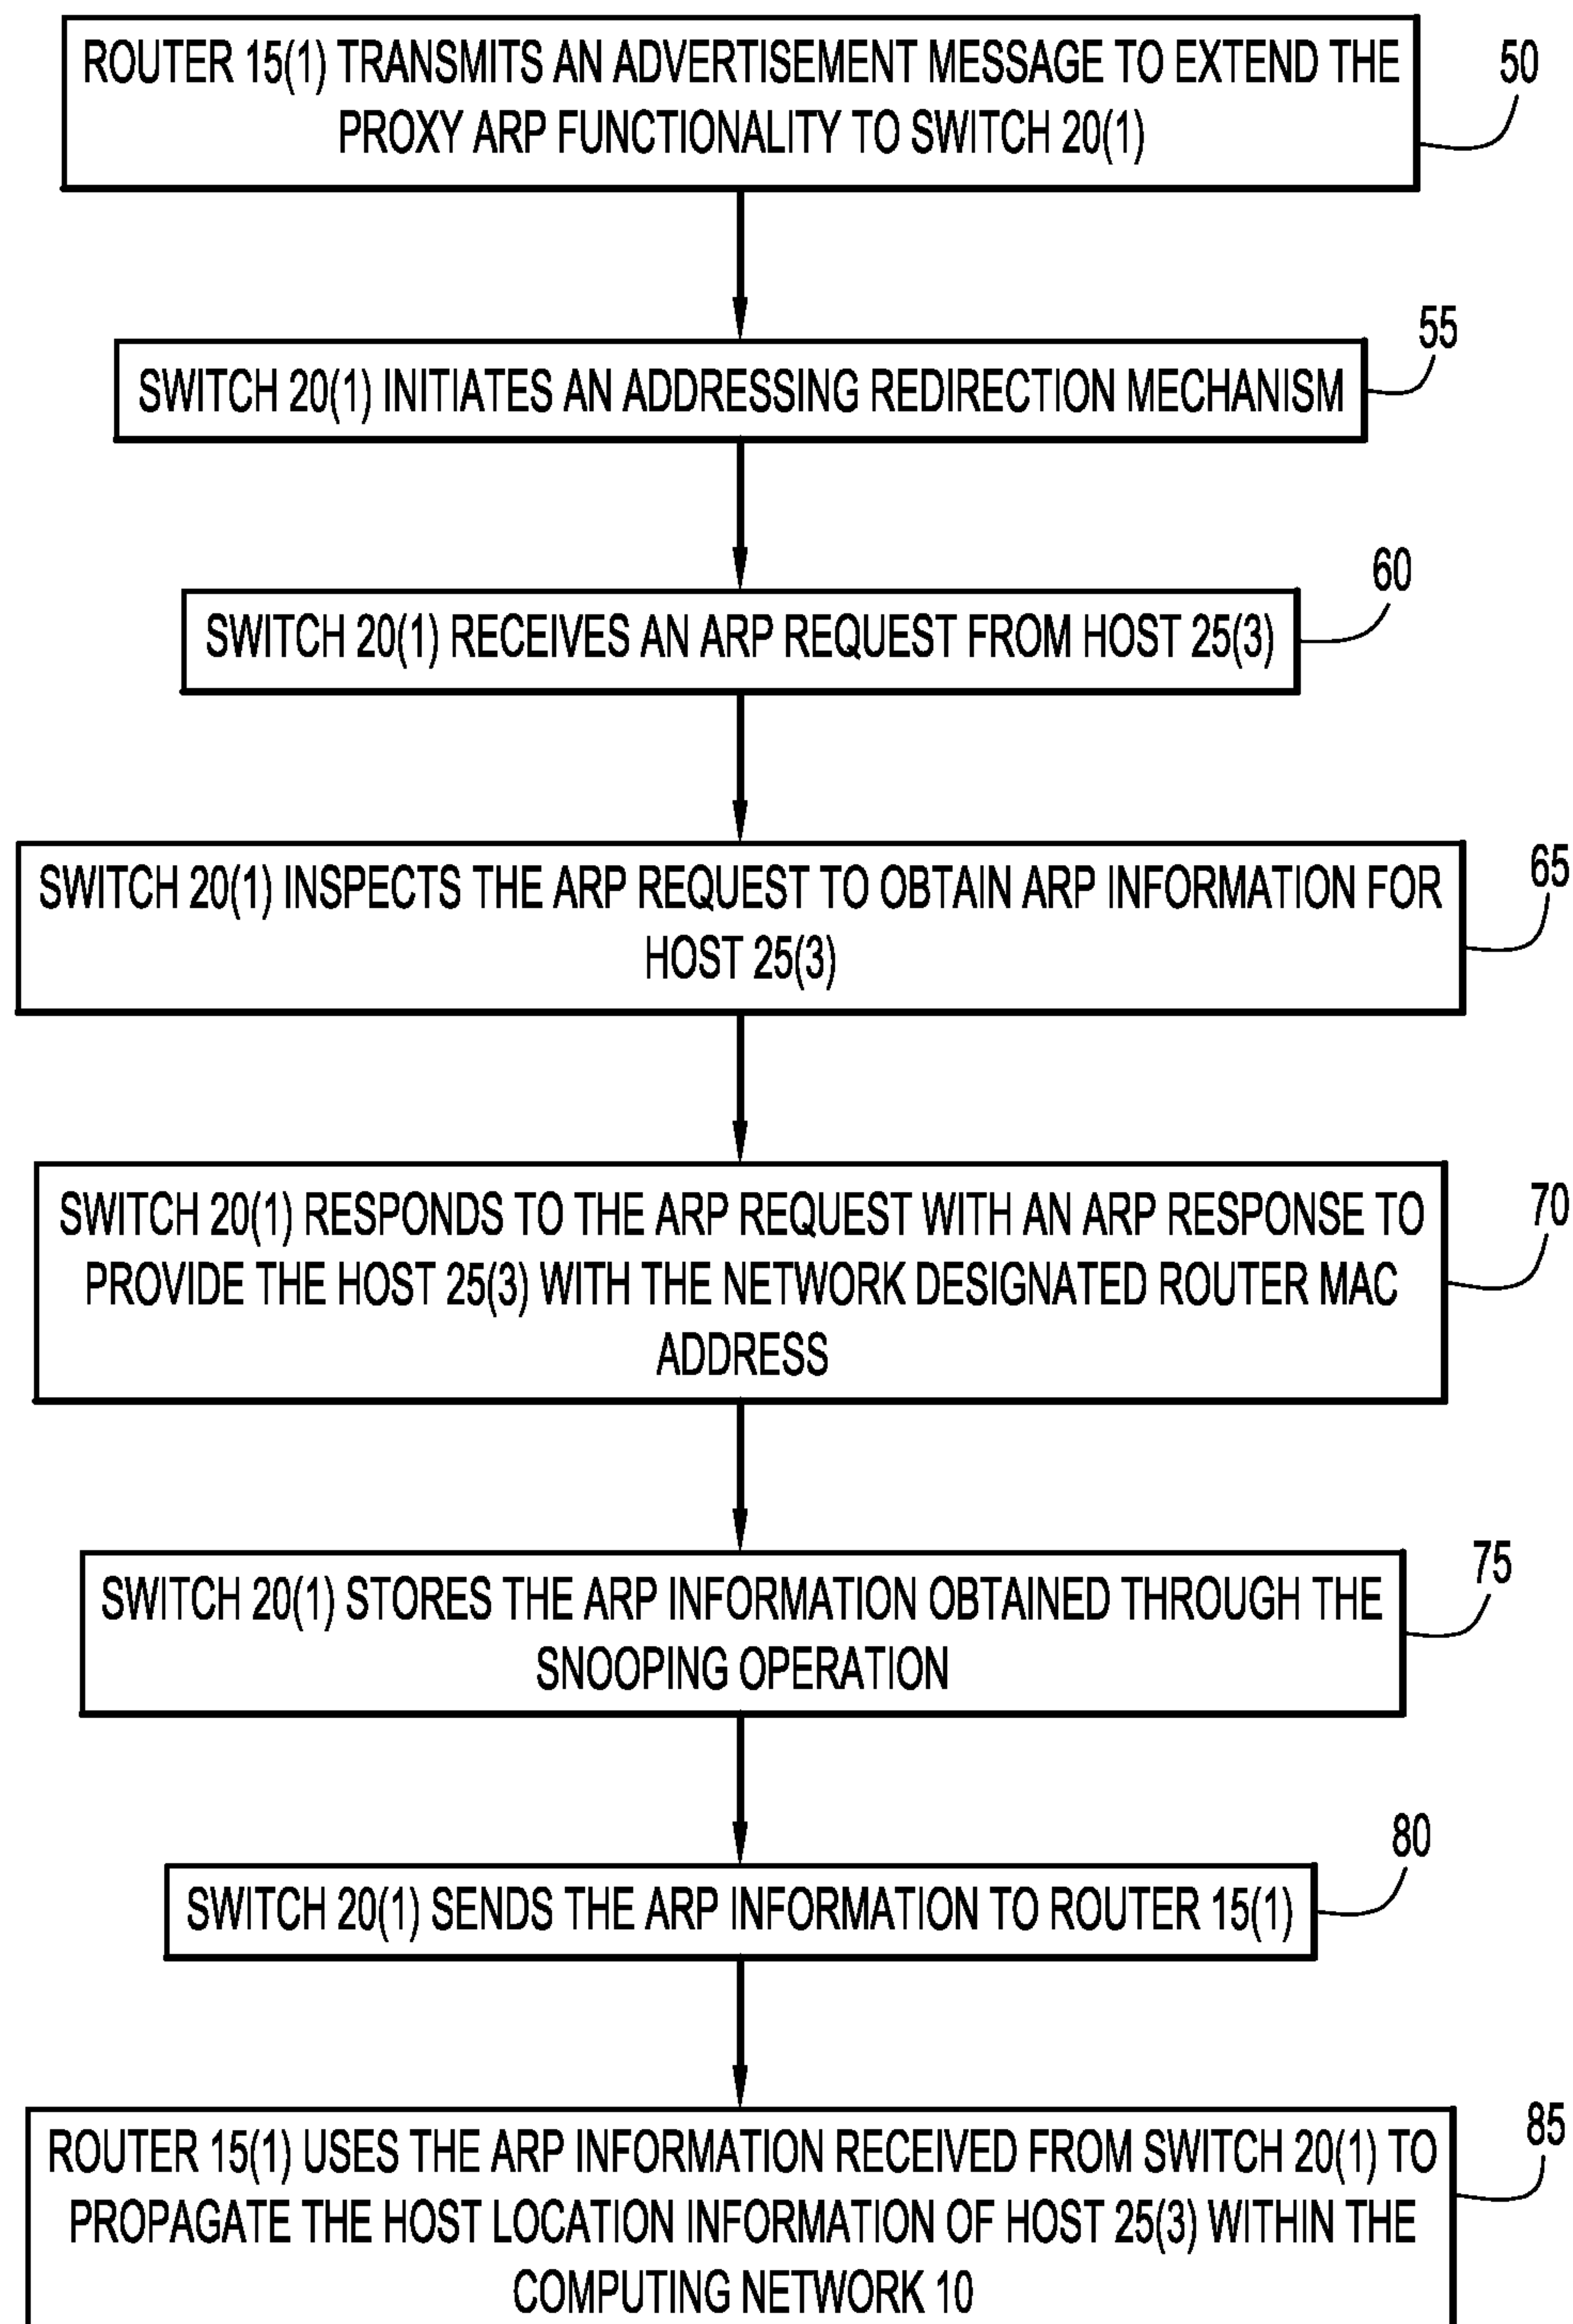 ROUTER 15(1) TRANSMITS AN ADVERTISEMENT MESSAGE TO EXTEND THE
PROXY ARP FUNCTIONALITY TO SWITCH 20(1)
50
SWITCH 20(1) INITIATES AN ADDRESSING REDIRECTION MECHANISM
55
SWITCH 20(1) RECEIVES AN ARP REQUEST FROM HOST 25(3)
60
SWITCH 20(1) INSPECTS THE ARP REQUEST TO OBTAIN ARP INFORMATION FOR
HOST 25(3)
65
SWITCH 20(1) RESPONDS TO THE ARP REQUEST WITH AN ARP RESPONSE TO
PROVIDE THE HOST 25(3) WITH THE NETWORK DESIGNATED ROUTER MAC
ADDRESS
70
SWITCH 20(1) STORES THE ARP INFORMATION OBTAINED THROUGH THE
SNOOPING OPERATION
75
SWITCH 20(1) SENDS THE ARP INFORMATION TO ROUTER 15(1)
80
ROUTER 15(1) USES THE ARP INFORMATION RECEIVED FROM SWITCH 20(1) TO
PROPAGATE THE HOST LOCATION INFORMATION OF HOST 25(3) WITHIN THE
COMPUTING NETWORK 10
85